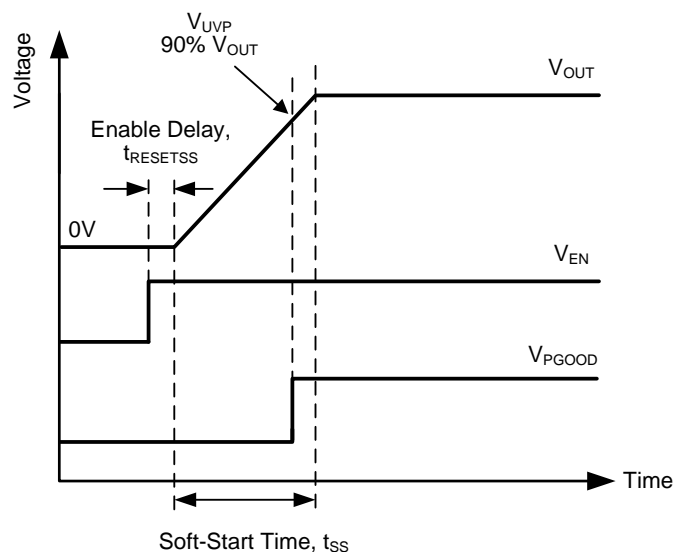 V_UVP
90% V_OUT
Voltage
V_OUT
Enable Delay,
t_RESETSS
0V
V_EN
V_PGOOD
Time
Soft-Start Time, t_SS